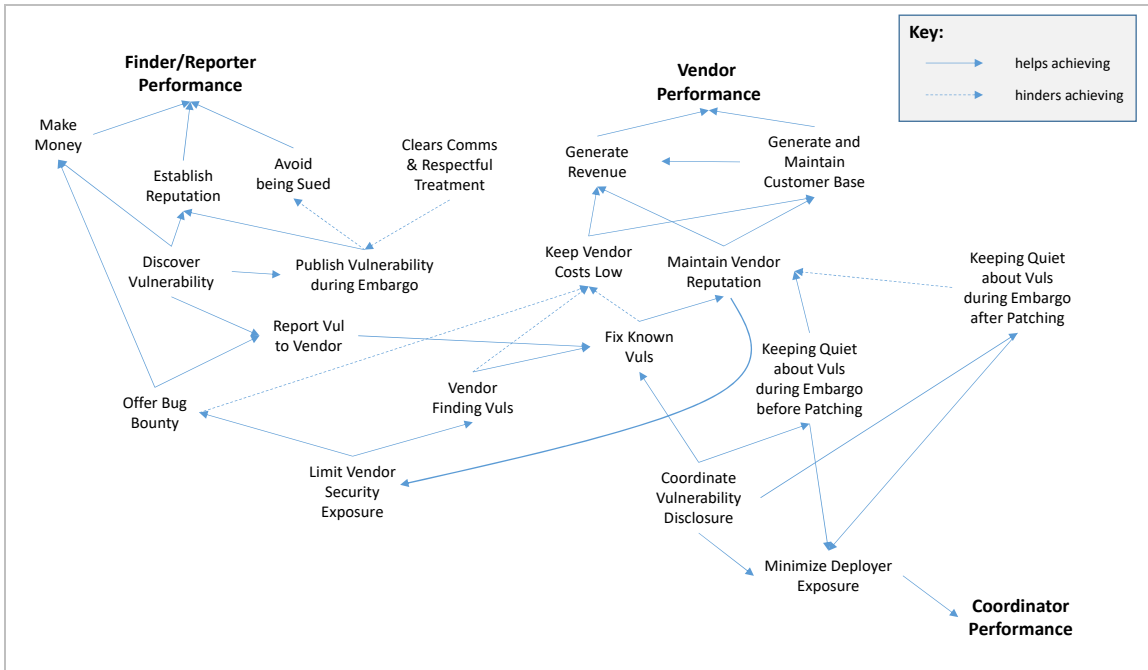 Key:
helps achieving
hinders achieving
Finder/Reporter
Performance
Vendor
Performance
Make
Money
Establish
Reputation
Avoid
being Sued
Clears Comms
& Respectful
Treatment
Generate
Revenue
Generate and
Maintain
Customer Base
Discover
Vulnerability
Publish Vulnerability
during Embargo
Keep Vendor
Costs Low
Maintain Vendor
Reputation
Keeping Quiet
about Vuls
during Embargo
after Patching
Report Vul
to Vendor
Fix Known
Vuls
Keeping Quiet
about Vuls
during Embargo
before Patching
Offer Bug
Bounty
Vendor
Finding Vuls
Limit Vendor
Security
Exposure
Coordinate
Vulnerability
Disclosure
Minimize Deployer
Exposure
Coordinator
Performance